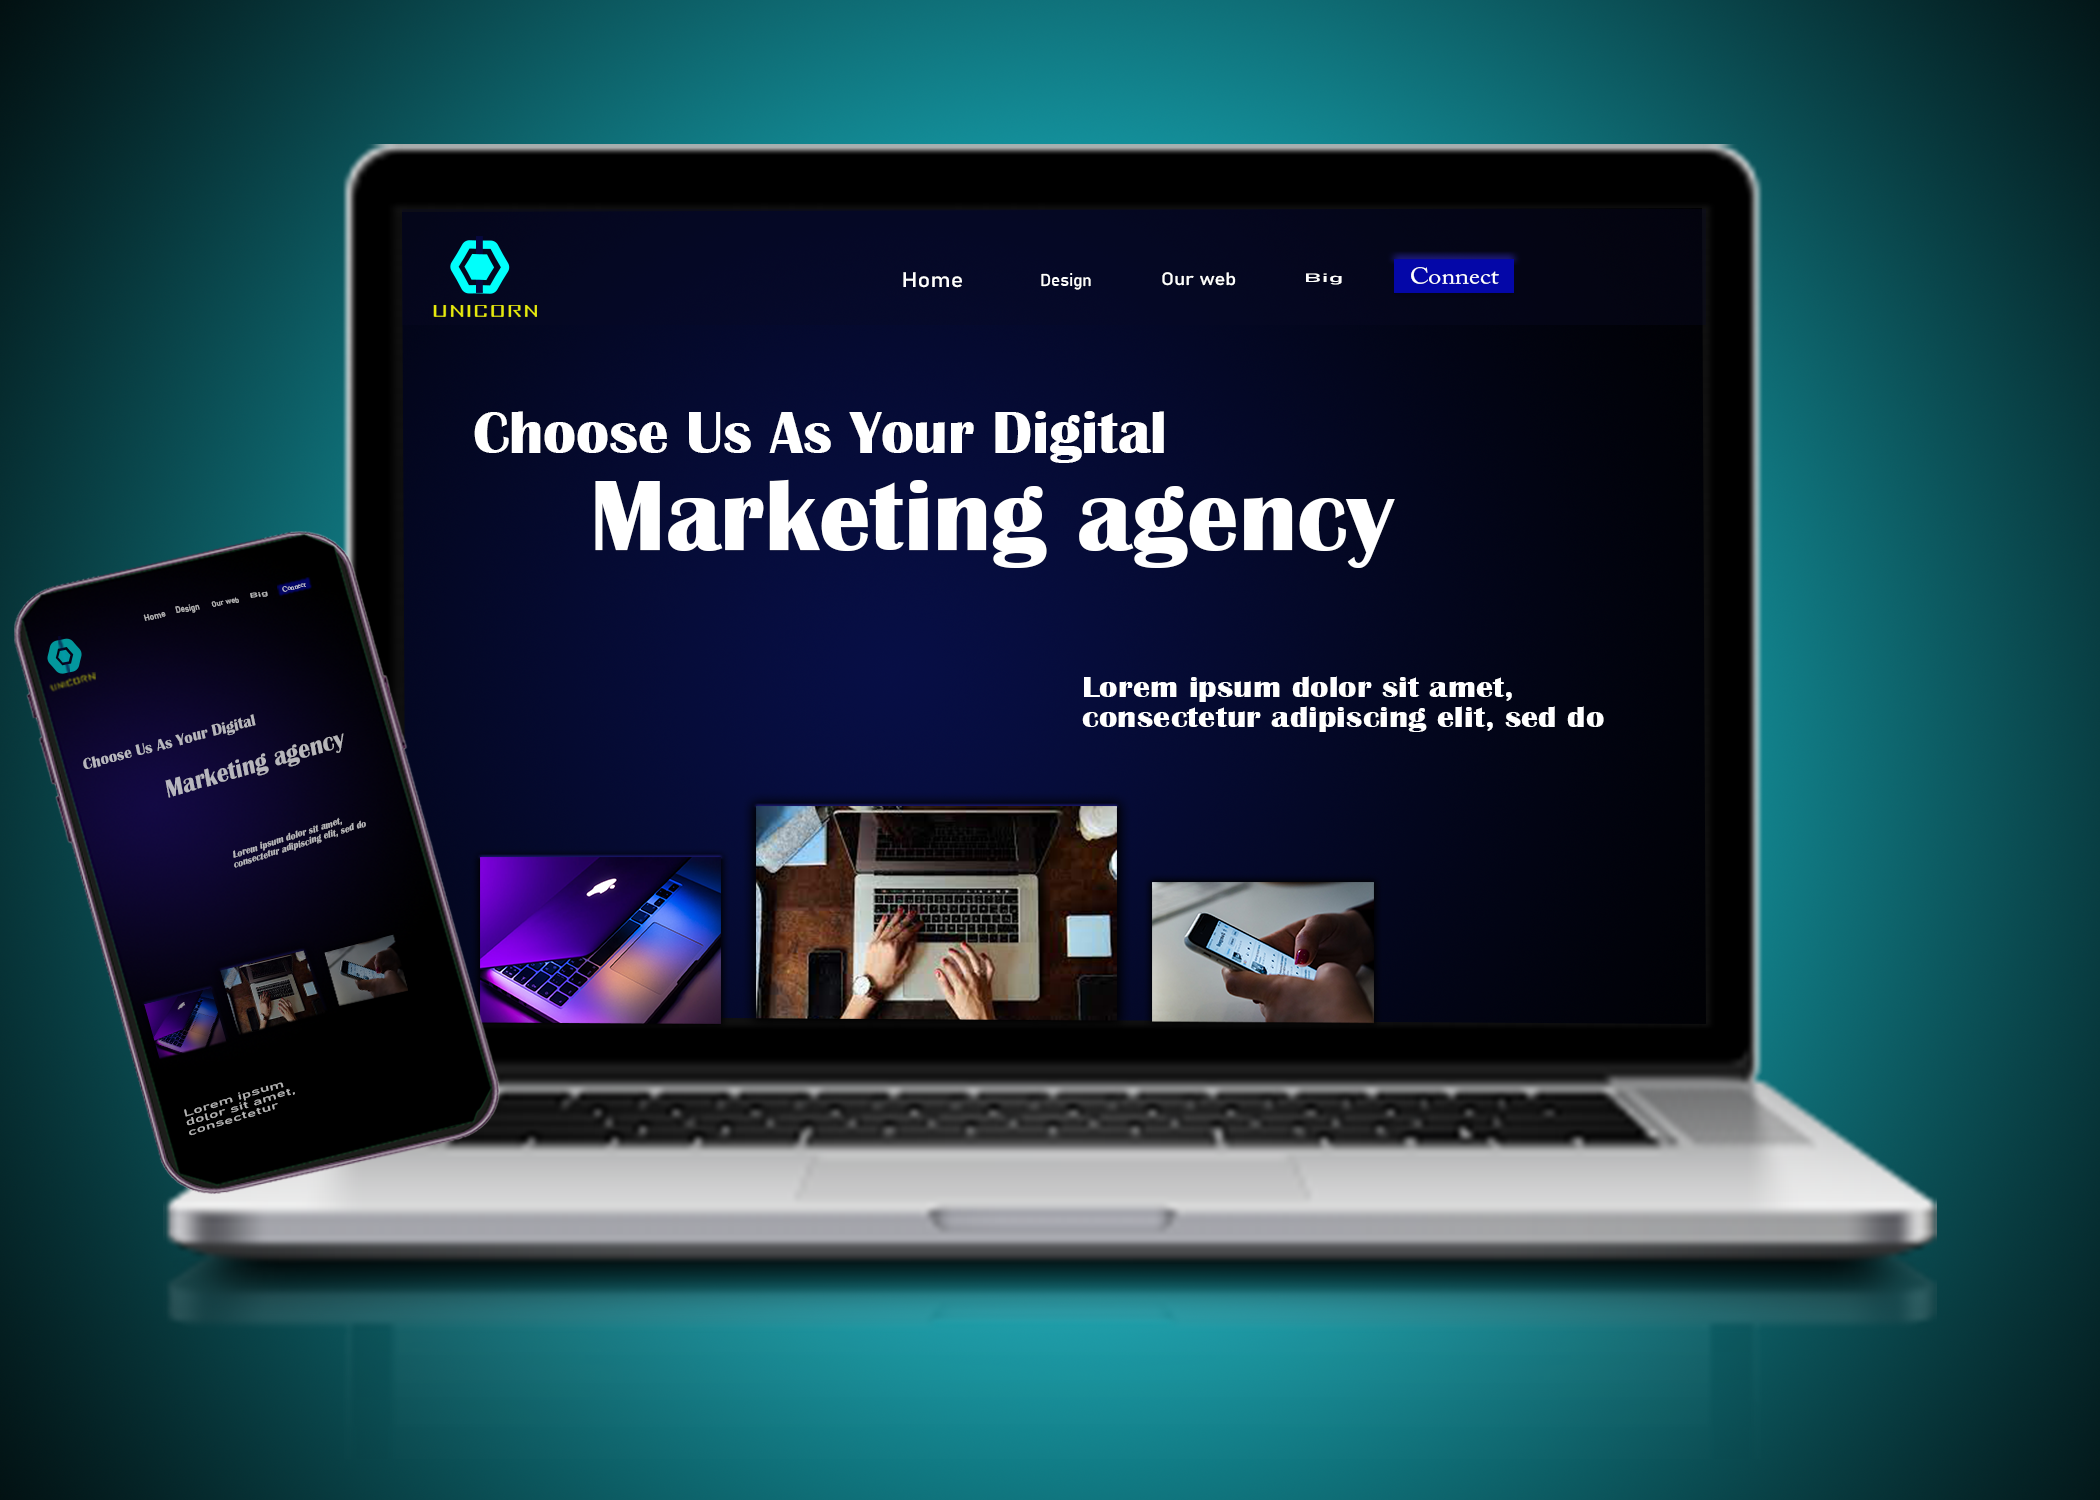 UNICORN
Home Design Our web Big Connect
Choose Us As Your Digital
Marketing agency
Lorem ipsum dolor sit amet,
consectetur adipiscing elit, sed do
Home Design Our web Big Connect
UNICORN
Choose Us As Your Digital
Marketing agency
Lorem ipsum dolor sit amet,
consectetur adipiscing elit, sed do
Lorem ipsum
dolor sit amet,
consectetur